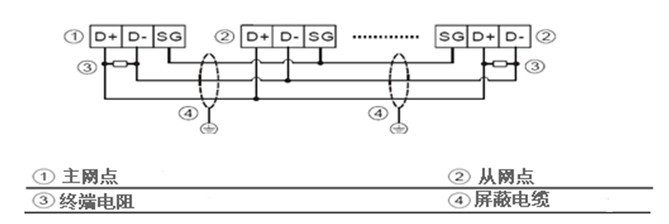 ① D+ D- SG ② D+ D- SG ⋯⋯⋯⋯ SG D+ D- ②
③ ③
④ ④
① 主网点 ② 从网点
③ 终端电阻 ④ 屏蔽电缆